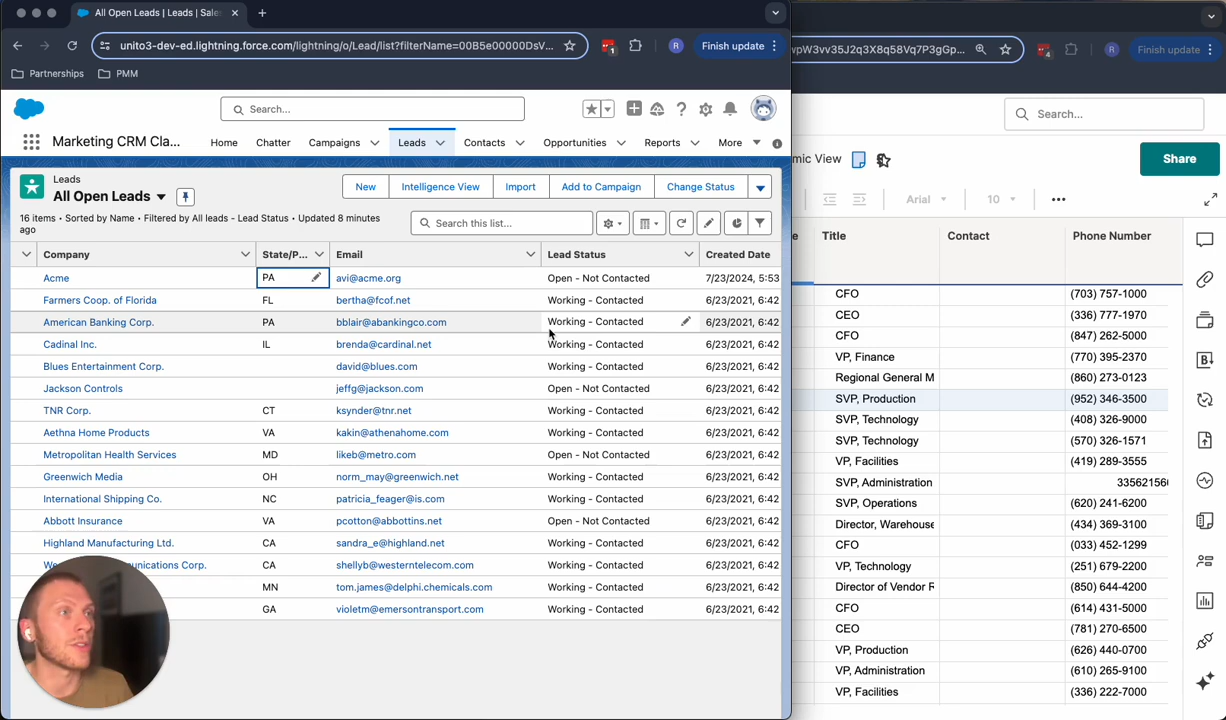 All Open Leads | Leads | Sales
unito3-dev-ed.lightning.force.com/lightning/o/Lead/list?filterName=00B5e00000DsV...
1
R
Finish update
Partnerships
PMM
Search...
Marketing CRM Cla...
Home
Chatter
Campaigns
Leads
Contacts
Opportunities
Reports
More
Leads
All Open Leads
New
Intelligence View
Import
Add to Campaign
Change Status
16 items • Sorted by Name • Filtered by All leads - Lead Status • Updated 8 minutes
ago
Search this list...
Company State/P... Email Lead Status Created Date
Acme PA avi@acme.org Open - Not Contacted 7/23/2024, 5:53
Farmers Coop. of Florida FL bertha@fcof.net Working - Contacted 6/23/2021, 6:42
American Banking Corp. PA bblair@abankingco.com Working - Contacted 6/23/2021, 6:42
Cadinal Inc. IL brenda@cardinal.net Working - Contacted 6/23/2021, 6:42
Blues Entertainment Corp. david@blues.com Working - Contacted 6/23/2021, 6:42
Jackson Controls jeffg@jackson.com Open - Not Contacted 6/23/2021, 6:42
TNR Corp. CT ksynder@tnr.net Working - Contacted 6/23/2021, 6:42
Aethna Home Products VA kakin@athenahome.com Working - Contacted 6/23/2021, 6:42
Metropolitan Health Services MD likeb@metro.com Open - Not Contacted 6/23/2021, 6:42
Greenwich Media OH norm_may@greenwich.net Working - Contacted 6/23/2021, 6:42
International Shipping Co. NC patricia_feager@is.com Working - Contacted 6/23/2021, 6:42
Abbott Insurance VA pcotton@abbottins.net Open - Not Contacted 6/23/2021, 6:42
Highland Manufacturing Ltd. CA sandra_e@highland.net Working - Contacted 6/23/2021, 6:42
Corp. CA shellyb@westerntelecom.com Working - Contacted 6/23/2021, 6:42
MN tom.james@delphi.chemicals.com Working - Contacted 6/23/2021, 6:42
GA violetm@emersontransport.com Working - Contacted 6/23/2021, 6:42
pW3vv35J2q3X8q58Vq7P3gGp...
4
R
Finish update
Search...
View
Share
Arial
10
Title Contact Phone Number
CFO (703) 757-1000
CEO (336) 777-1970
CFO (847) 262-5000
VP, Finance (770) 395-2370
Regional General M (860) 273-0123
SVP, Production (952) 346-3500
SVP, Technology (408) 326-9000
SVP, Technology (570) 326-1571
VP, Facilities (419) 289-3555
SVP, Administration 33562156
SVP, Operations (620) 241-6200
Director, Warehouse (434) 369-3100
CFO (033) 452-1299
VP, Technology (251) 679-2200
Director of Vendor R (850) 644-4200
CFO (614) 431-5000
CEO (781) 270-6500
VP, Production (626) 440-0700
VP, Administration (610) 265-9100
VP, Facilities (336) 222-7000